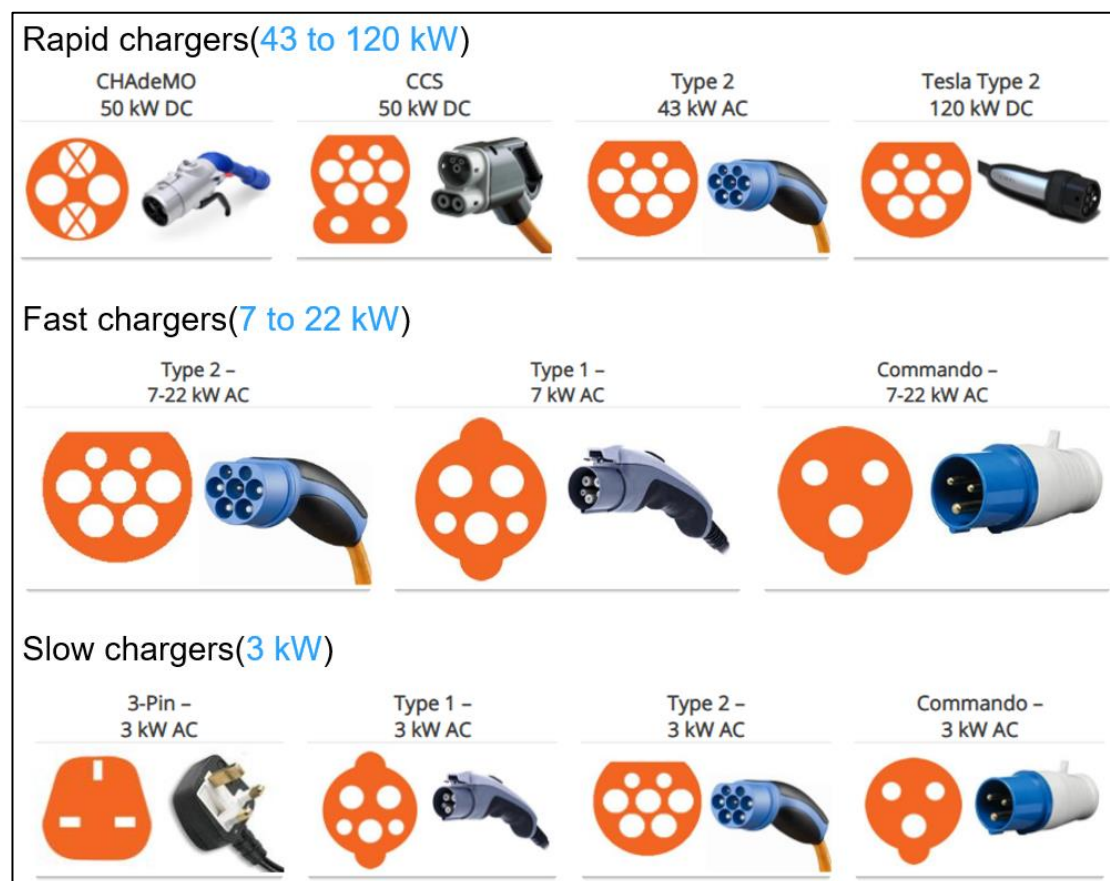 Rapid chargers(43 to 120 kW)
CHAdeMO
50 kW DC
CCS
50 kW DC
Type 2
43 kW AC
Tesla Type 2
120 kW DC
Fast chargers(7 to 22 kW)
Type 2 –
7-22 kW AC
Type 1 –
7 kW AC
Commando –
7-22 kW AC
Slow chargers(3 kW)
3-Pin –
3 kW AC
Type 1 –
3 kW AC
Type 2 –
3 kW AC
Commando –
3 kW AC